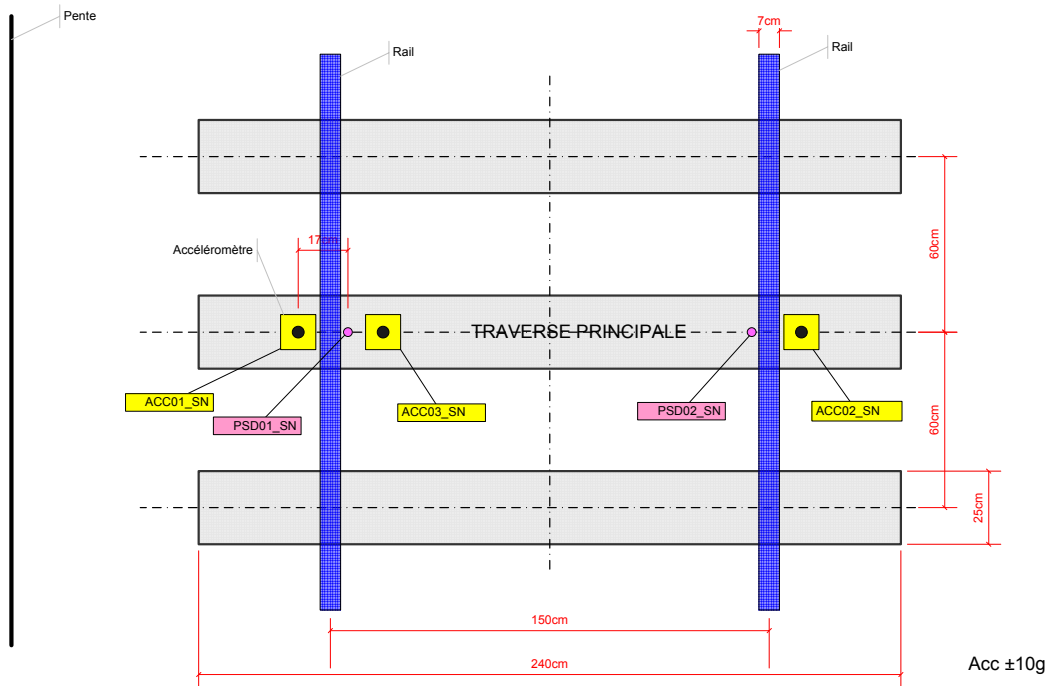 Pente
7cm
Rail
Rail
17cm
Accéléromètre
60cm
TRAVERSE PRINCIPALE
ACC01_SN
PSD01_SN
ACC03_SN
PSD02_SN
ACC02_SN
60cm
25cm
150cm
240cm
Acc ±10g